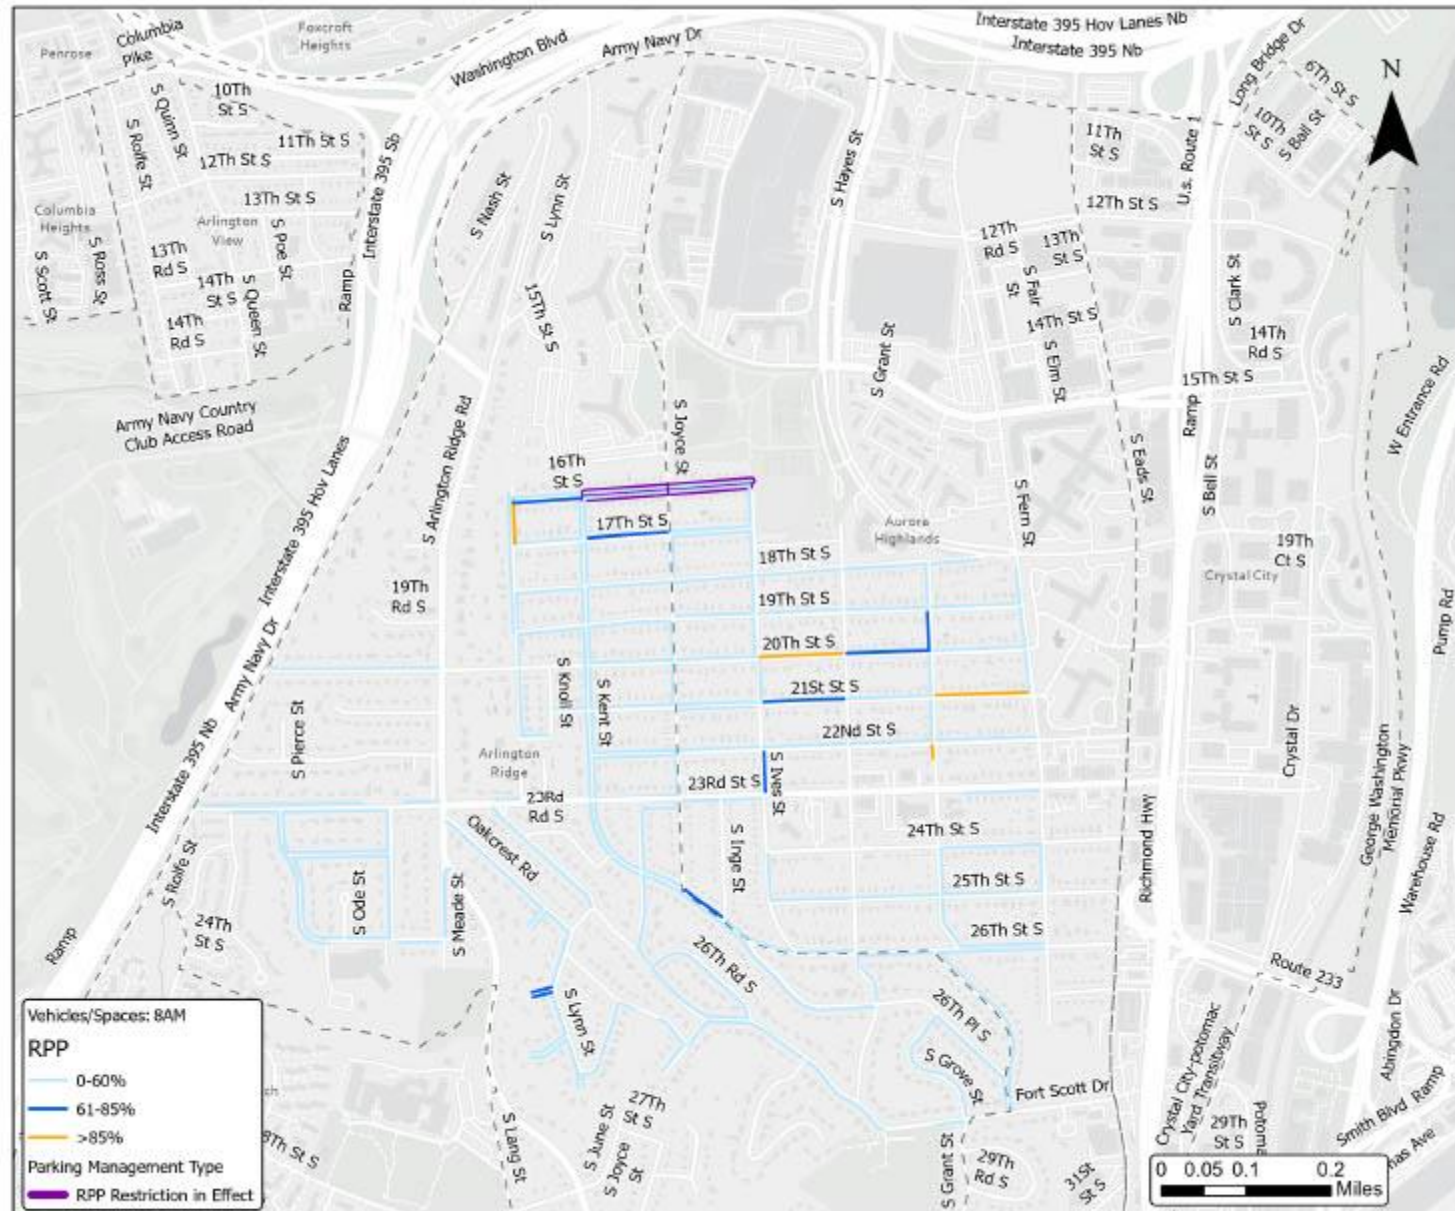 Interstate 395 Hov Lanes Nb
Interstate 395 Nb
Columbia
Pike
Foxcroft
Heights
Penrose
Washington Blvd
Army Navy Dr
Long Bridge Dr
6Th St S
N
10Th
St S
S Quinn St
S Rolfe St
11Th St S
12Th St S
13Th St S
Interstate 395 Sb
S Hayes St
U.s. Route 1
11Th
St S
10Th
St S
S Ball St
12Th St S
Columbia
Heights
Arlington
View
S Nash St
S Lynn St
S Scott St
S Ross St
13Th
Rd S
S Poe St
14Th
St S
S Queen St
14Th
Rd S
Ramp
15Th St S
12Th
Rd S
13Th
St S
S Fair
St
14Th St S
S Elm St
S Clark St
14Th
Rd S
15Th St S
S Grant St
Ramp
W Entrance Rd
Army Navy Country
Club Access Road
S Arlington Ridge Rd
S Joyce St
16Th
St S
17Th St S
Interstate 395 Hov Lanes
S Eads St
S Bell St
S Fern St
Aurora
Highlands
18Th St S
19Th St S
19Th
Rd S
19Th
Ct S
Crystal City
20Th St S
21St St S
22Nd St S
Pump Rd
Army Navy Dr
Interstate 395 Nb
S Pierce St
S Knoll St
S Kent St
Arlington
Ridge
23Rd
Rd S
23Rd St S
S Ives St
Crystal Dr
George Washington
Memorial Pkwy
Richmond Hwy
Warehouse Rd
24Th St S
S Inge St
Oakcrest Rd
S Rolfe St
S Ode St
S Meade St
25Th St S
26Th St S
24Th
St S
Ramp
26Th Rd S
26Th Pl S
Route 233
S Lynn St
S Grove St
Fort Scott Dr
Abingdon Dr
Crystal City-potomac
Yard Transitway
Smith Blvd Ramp
mas Ave
27Th
St S
S June St
S Joyce
St
S Lang St
S Grant St
29Th
Rd S
31St
St S
29Th
St S
Potoma
ch
8Th St S
Vehicles/Spaces: 8AM
RPP
0-60%
61-85%
>85%
Parking Management Type
RPP Restriction in Effect
0 0.05 0.1 0.2
Miles